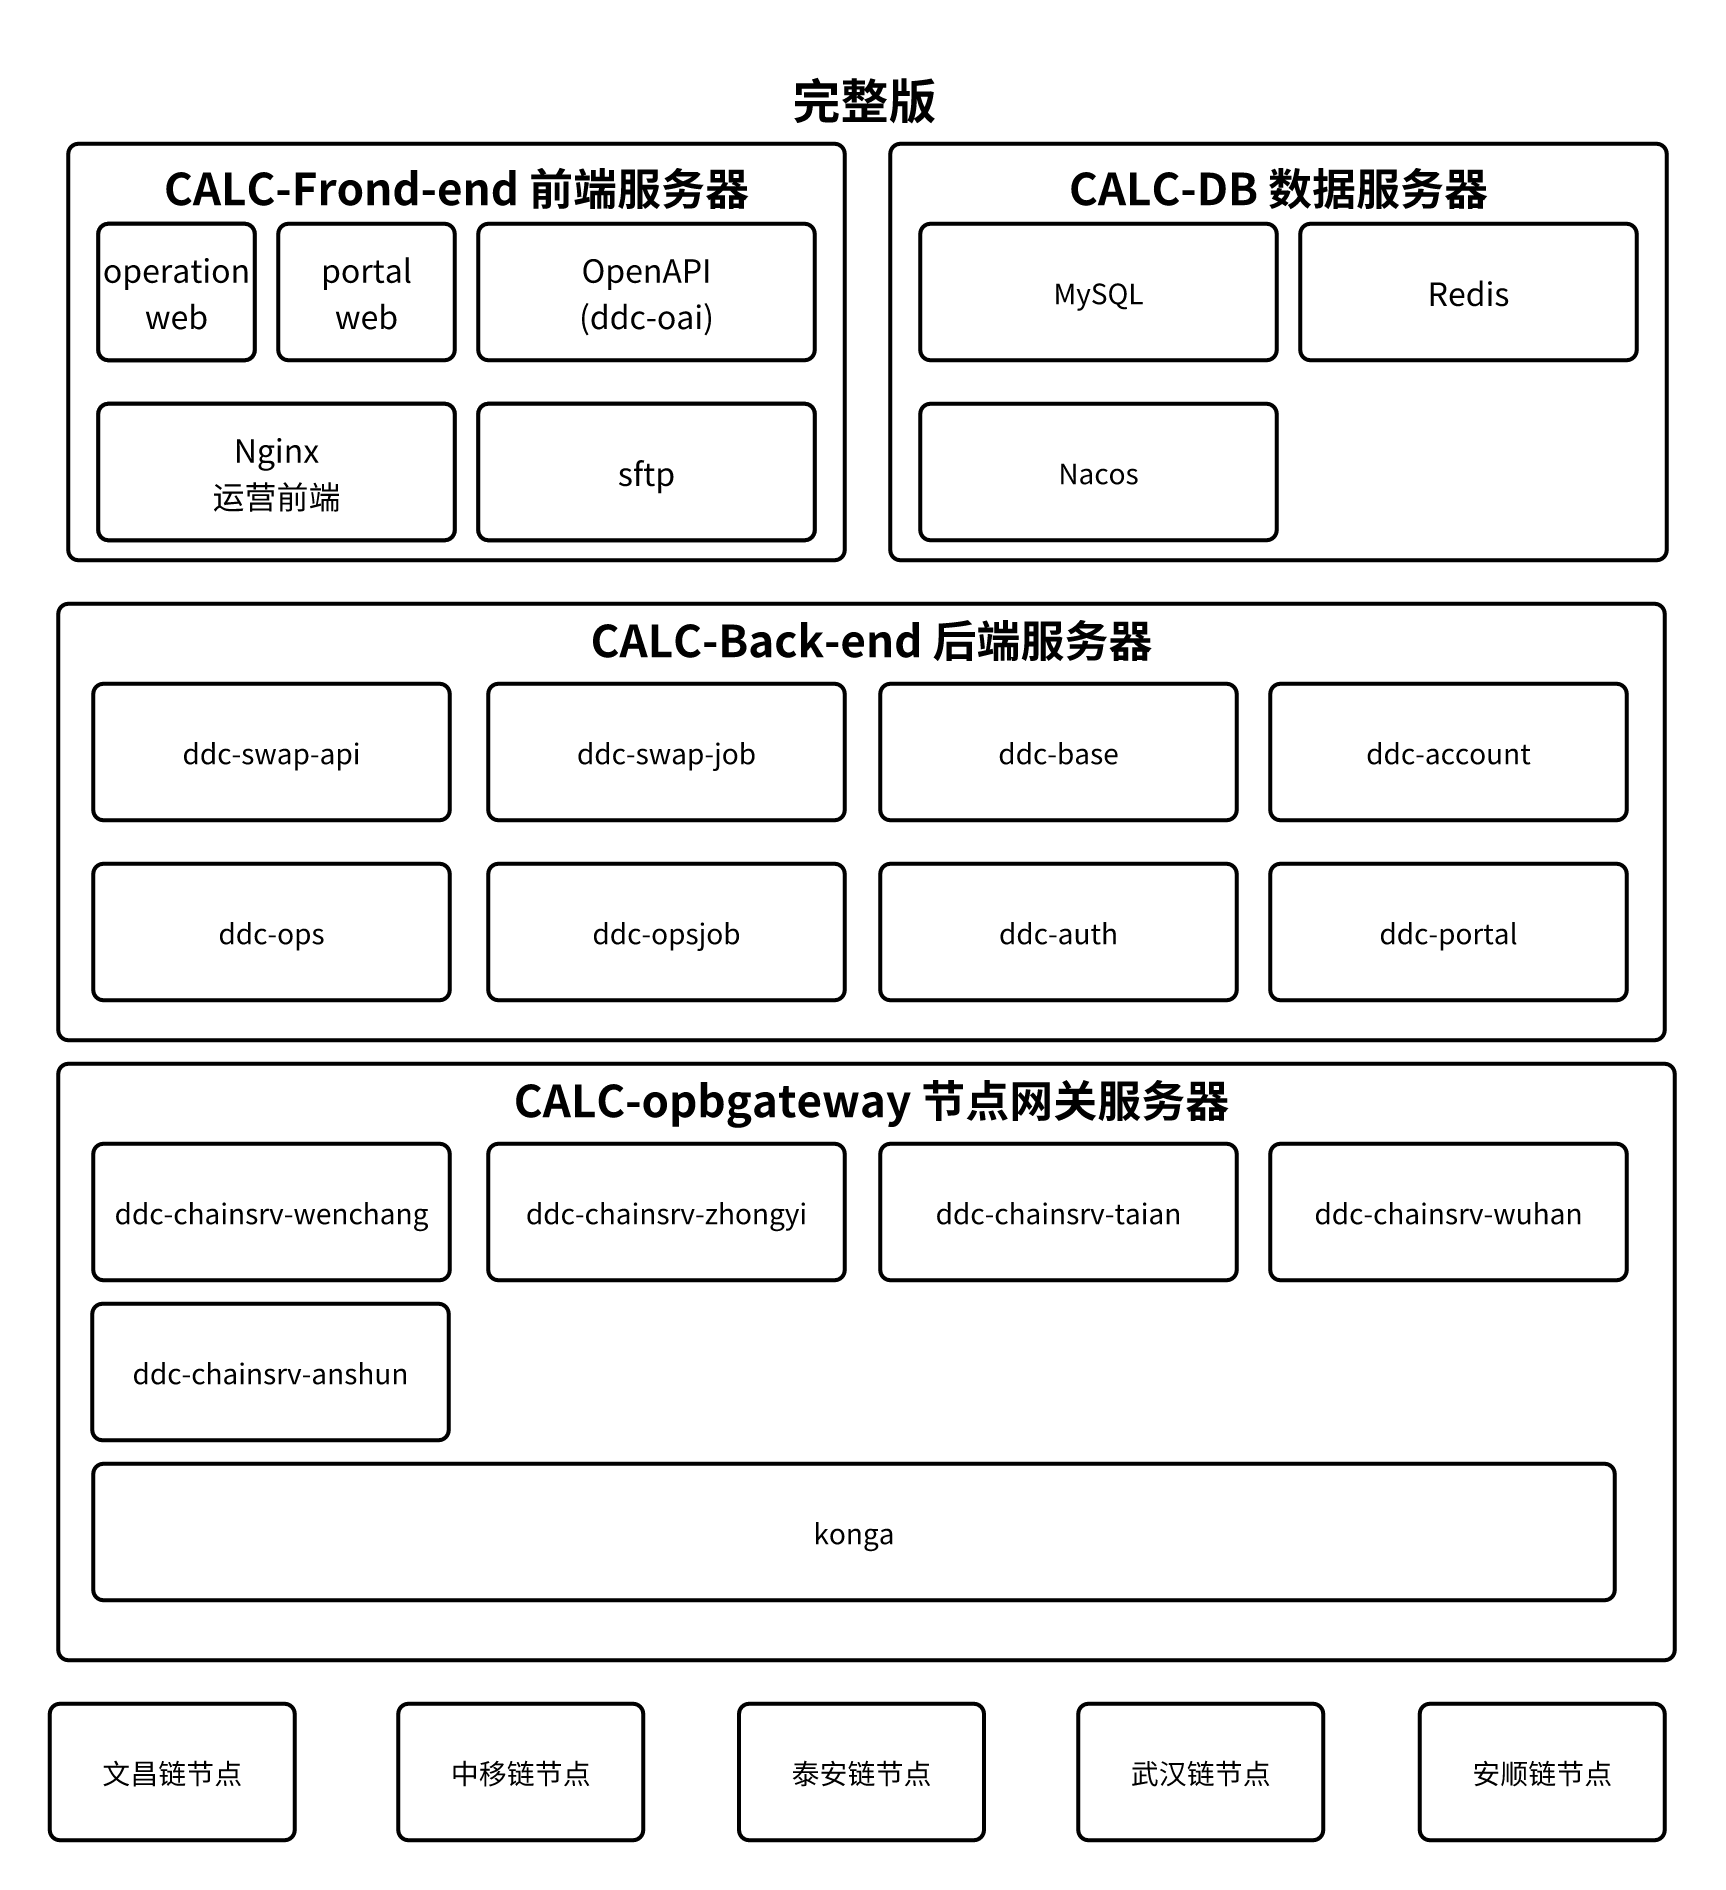 完整版
CALC-Frond-end 前端服务器
operation
web
portal
web
OpenAPI
(ddc-oai)
Nginx
运营前端
sftp
CALC-DB 数据服务器
MySQL
Redis
Nacos
CALC-Back-end 后端服务器
ddc-swap-api
ddc-swap-job
ddc-base
ddc-account
ddc-ops
ddc-opsjob
ddc-auth
ddc-portal
CALC-opbgateway 节点网关服务器
ddc-chainsrv-wenchang
ddc-chainsrv-zhongyi
ddc-chainsrv-taian
ddc-chainsrv-wuhan
ddc-chainsrv-anshun
konga
文昌链节点
中移链节点
泰安链节点
武汉链节点
安顺链节点